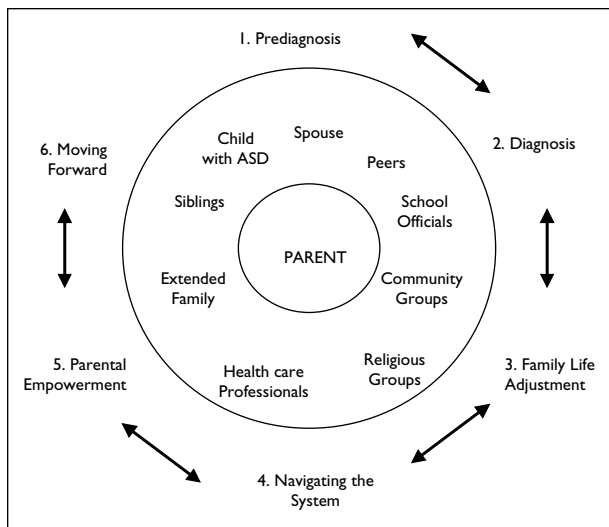 1. Prediagnosis
2. Diagnosis
3. Family Life
Adjustment
4. Navigating the
System
5. Parental
Empowerment
6. Moving
Forward
Child
with ASD
Spouse
Peers
School
Officials
Community
Groups
Religious
Groups
Health care
Professionals
Extended
Family
Siblings
PARENT